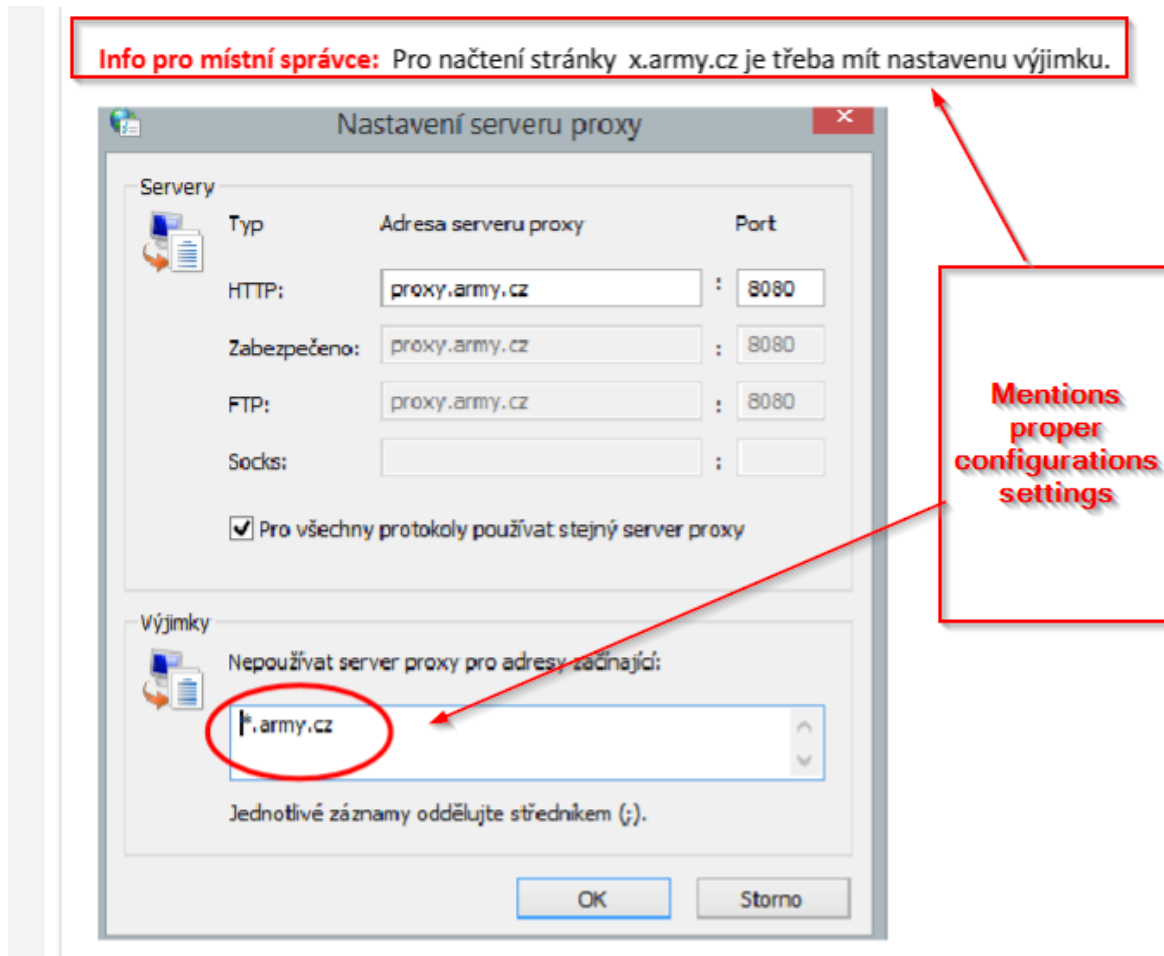 Info pro místní správce: Pro načtení stránky x.army.cz je třeba mít nastavenu výjimku.
Nastavení serveru proxy
Servery
Typ Adresa serveru proxy Port
HTTP: proxy.army.cz : 8080
Zabezpečeno: proxy.army.cz : 8080
FTP: proxy.army.cz : 8080
Socks: :
Pro všechny protokoly používat stejný server proxy
Mentions
proper
configurations
settings
Výjimky
Nepoužívat server proxy pro adresy začínající:
*.army.cz
Jednotlivé záznamy oddělujte středníkem (;).
OK Storno